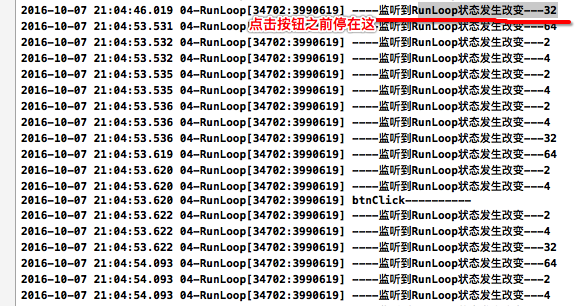 2016-10-07 21:04:46.019 04-RunLoop[34702:3990619] ----监听到RunLoop状态发生改变---32
点击按钮之前停在这
2016-10-07 21:04:53.531 04-RunLoop[34702:3990619] ----监听到RunLoop状态发生改变---64
2016-10-07 21:04:53.532 04-RunLoop[34702:3990619] ----监听到RunLoop状态发生改变---2
2016-10-07 21:04:53.532 04-RunLoop[34702:3990619] ----监听到RunLoop状态发生改变---4
2016-10-07 21:04:53.535 04-RunLoop[34702:3990619] ----监听到RunLoop状态发生改变---2
2016-10-07 21:04:53.535 04-RunLoop[34702:3990619] ----监听到RunLoop状态发生改变---4
2016-10-07 21:04:53.536 04-RunLoop[34702:3990619] ----监听到RunLoop状态发生改变---2
2016-10-07 21:04:53.536 04-RunLoop[34702:3990619] ----监听到RunLoop状态发生改变---4
2016-10-07 21:04:53.536 04-RunLoop[34702:3990619] ----监听到RunLoop状态发生改变---32
2016-10-07 21:04:53.619 04-RunLoop[34702:3990619] ----监听到RunLoop状态发生改变---64
2016-10-07 21:04:53.620 04-RunLoop[34702:3990619] ----监听到RunLoop状态发生改变---2
2016-10-07 21:04:53.620 04-RunLoop[34702:3990619] ----监听到RunLoop状态发生改变---4
2016-10-07 21:04:53.620 04-RunLoop[34702:3990619] btnClick----------
2016-10-07 21:04:53.622 04-RunLoop[34702:3990619] ----监听到RunLoop状态发生改变---2
2016-10-07 21:04:53.622 04-RunLoop[34702:3990619] ----监听到RunLoop状态发生改变---4
2016-10-07 21:04:53.622 04-RunLoop[34702:3990619] ----监听到RunLoop状态发生改变---32
2016-10-07 21:04:54.093 04-RunLoop[34702:3990619] ----监听到RunLoop状态发生改变---64
2016-10-07 21:04:54.093 04-RunLoop[34702:3990619] ----监听到RunLoop状态发生改变---2
2016-10-07 21:04:54.093 04-RunLoop[34702:3990619] ----监听到RunLoop状态发生改变---4